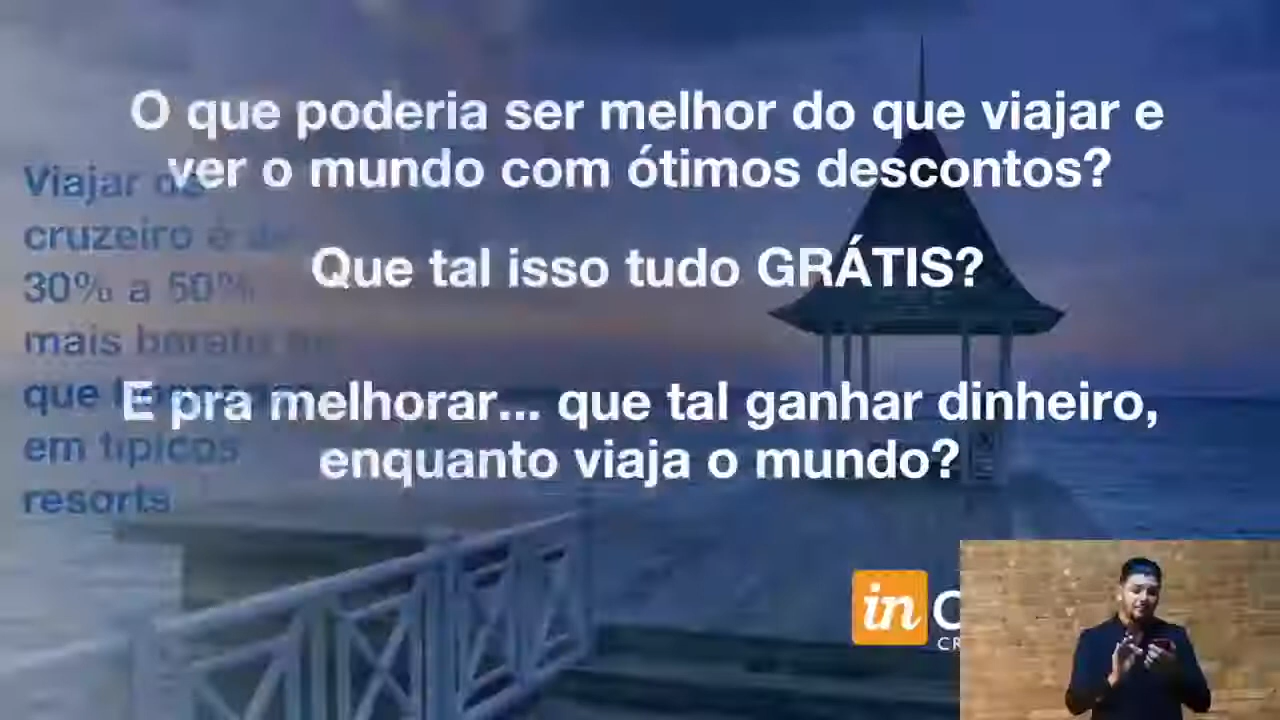 O que poderia ser melhor do que viajar e
ver o mundo com ótimos descontos?
Que tal isso tudo GRÁTIS?
E pra melhorar... que tal ganhar dinheiro,
enquanto viaja o mundo?
Viajar
cruzeiro é
30% a 50%
mais barato
que
em típicos
resorts
in